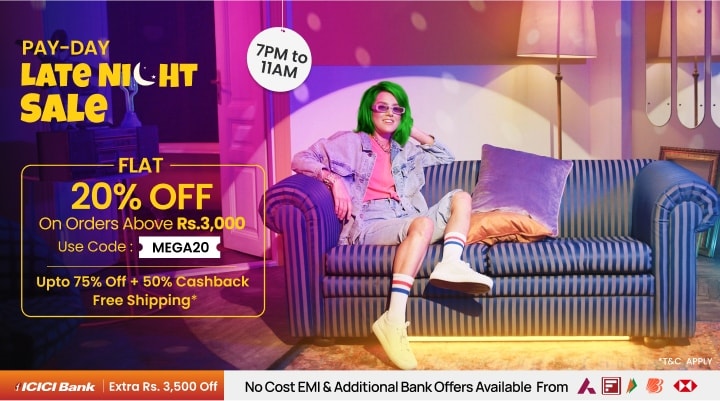 PAY-DAY
LATE NIGHT
SALE
7PM to
11AM
FLAT
20% OFF
On Orders Above Rs.3,000
Use Code : MEGA20
Upto 75% Off + 50% Cashback
Free Shipping*
*T&C APPLY
ICICI Bank | Extra Rs. 3,500 Off
No Cost EMI & Additional Bank Offers Available From